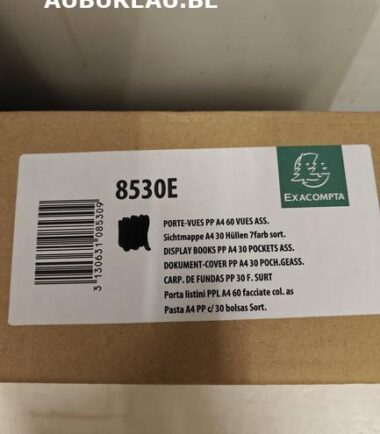 AUBUREAU.BE
8530E
EXACOMPTA
PORTE-VUES PP A4 60 VUES ASS.
Sichtmappe A4 30 Hüllen 7farb sort.
DISPLAY BOOKS PP A4 30 POCKETS ASS.
DOKUMENT-COVER PP A4 30 POCH.GEASS.
CARP. DE FUNDAS PP 30 F. SURT
Porta listini PPL A4 60 facciate col. as
Pasta A4 PP c/ 30 bolsas Sort.
3 130631 085309